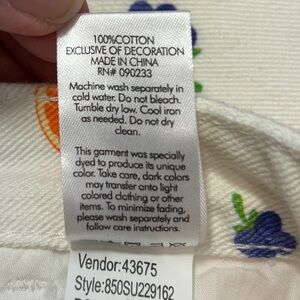 100%COTTON
EXCLUSIVE OF DECORATION
MADE IN CHINA
RN# 090233
Machine wash separately in
cold water. Do not bleach.
Tumble dry low. Cool iron
as needed. Do not dry
clean.
This garment was specially
dyed to produce its unique
color. Take care, dark colors
may transfer onto light
colored clothing or other
items. To minimize fading,
please wash separately and
follow care instructions.
Vendor:43675
Style:850SU229162